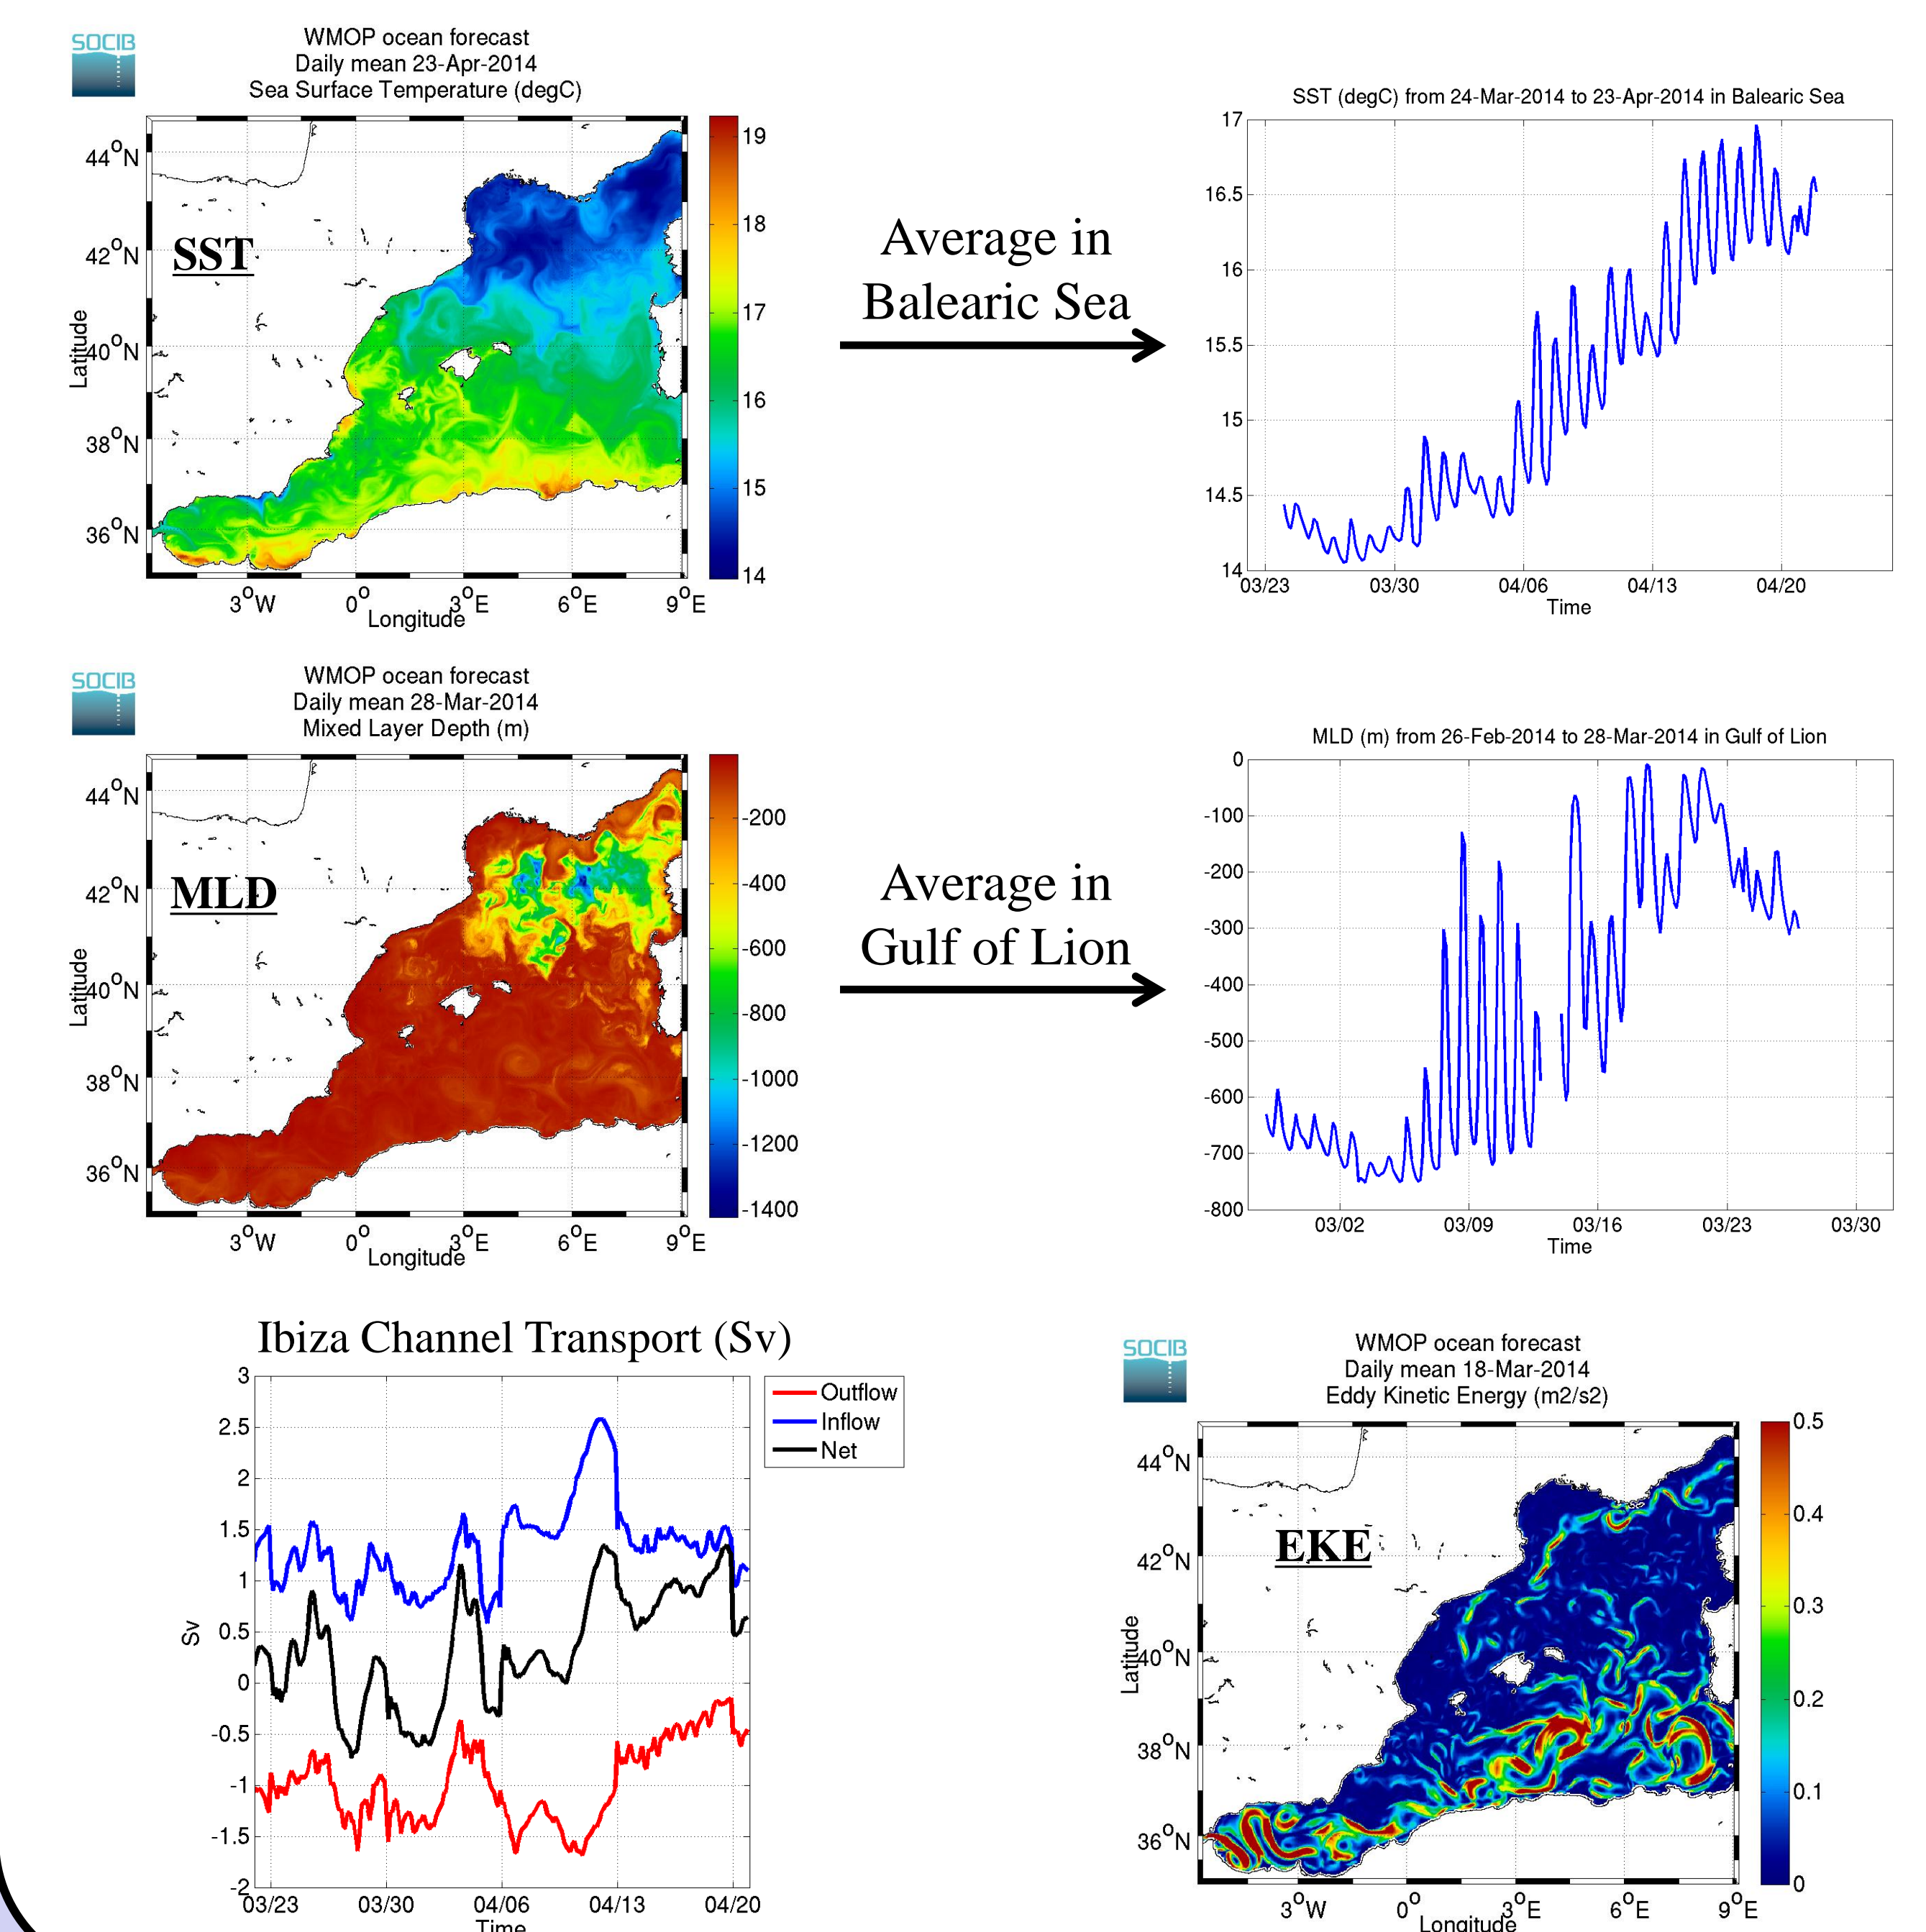 SOCIB
WMOP ocean forecast
Daily mean 23-Apr-2014
Sea Surface Temperature (degC)
44°N
42°N
40°N
38°N
36°N
Latitude
SST
3°W
0°
3°E
6°E
9°E
Longitude
19
18
17
16
15
14
Average in
Balearic Sea
SST (degC) from 24-Mar-2014 to 23-Apr-2014 in Balearic Sea
17
16.5
16
15.5
15
14.5
14
03/23
03/30
04/06
04/13
04/20
Time
SOCIB
WMOP ocean forecast
Daily mean 28-Mar-2014
Mixed Layer Depth (m)
44°N
42°N
40°N
38°N
36°N
Latitude
MLD
3°W
0°
3°E
6°E
9°E
Longitude
-200
-400
-600
-800
-1000
-1200
-1400
Average in
Gulf of Lion
MLD (m) from 26-Feb-2014 to 28-Mar-2014 in Gulf of Lion
0
-100
-200
-300
-400
-500
-600
-700
-800
03/02
03/09
03/16
03/23
03/30
Time
Ibiza Channel Transport (Sv)
3
2.5
2
1.5
1
0.5
0
-0.5
-1
-1.5
-2
Sv
03/23
03/30
04/06
04/13
04/20
Time
Outflow
Inflow
Net
SOCIB
WMOP ocean forecast
Daily mean 18-Mar-2014
Eddy Kinetic Energy (m2/s2)
44°N
42°N
40°N
38°N
36°N
Latitude
EKE
3°W
0°
3°E
6°E
9°E
Longitude
0.5
0.4
0.3
0.2
0.1
0